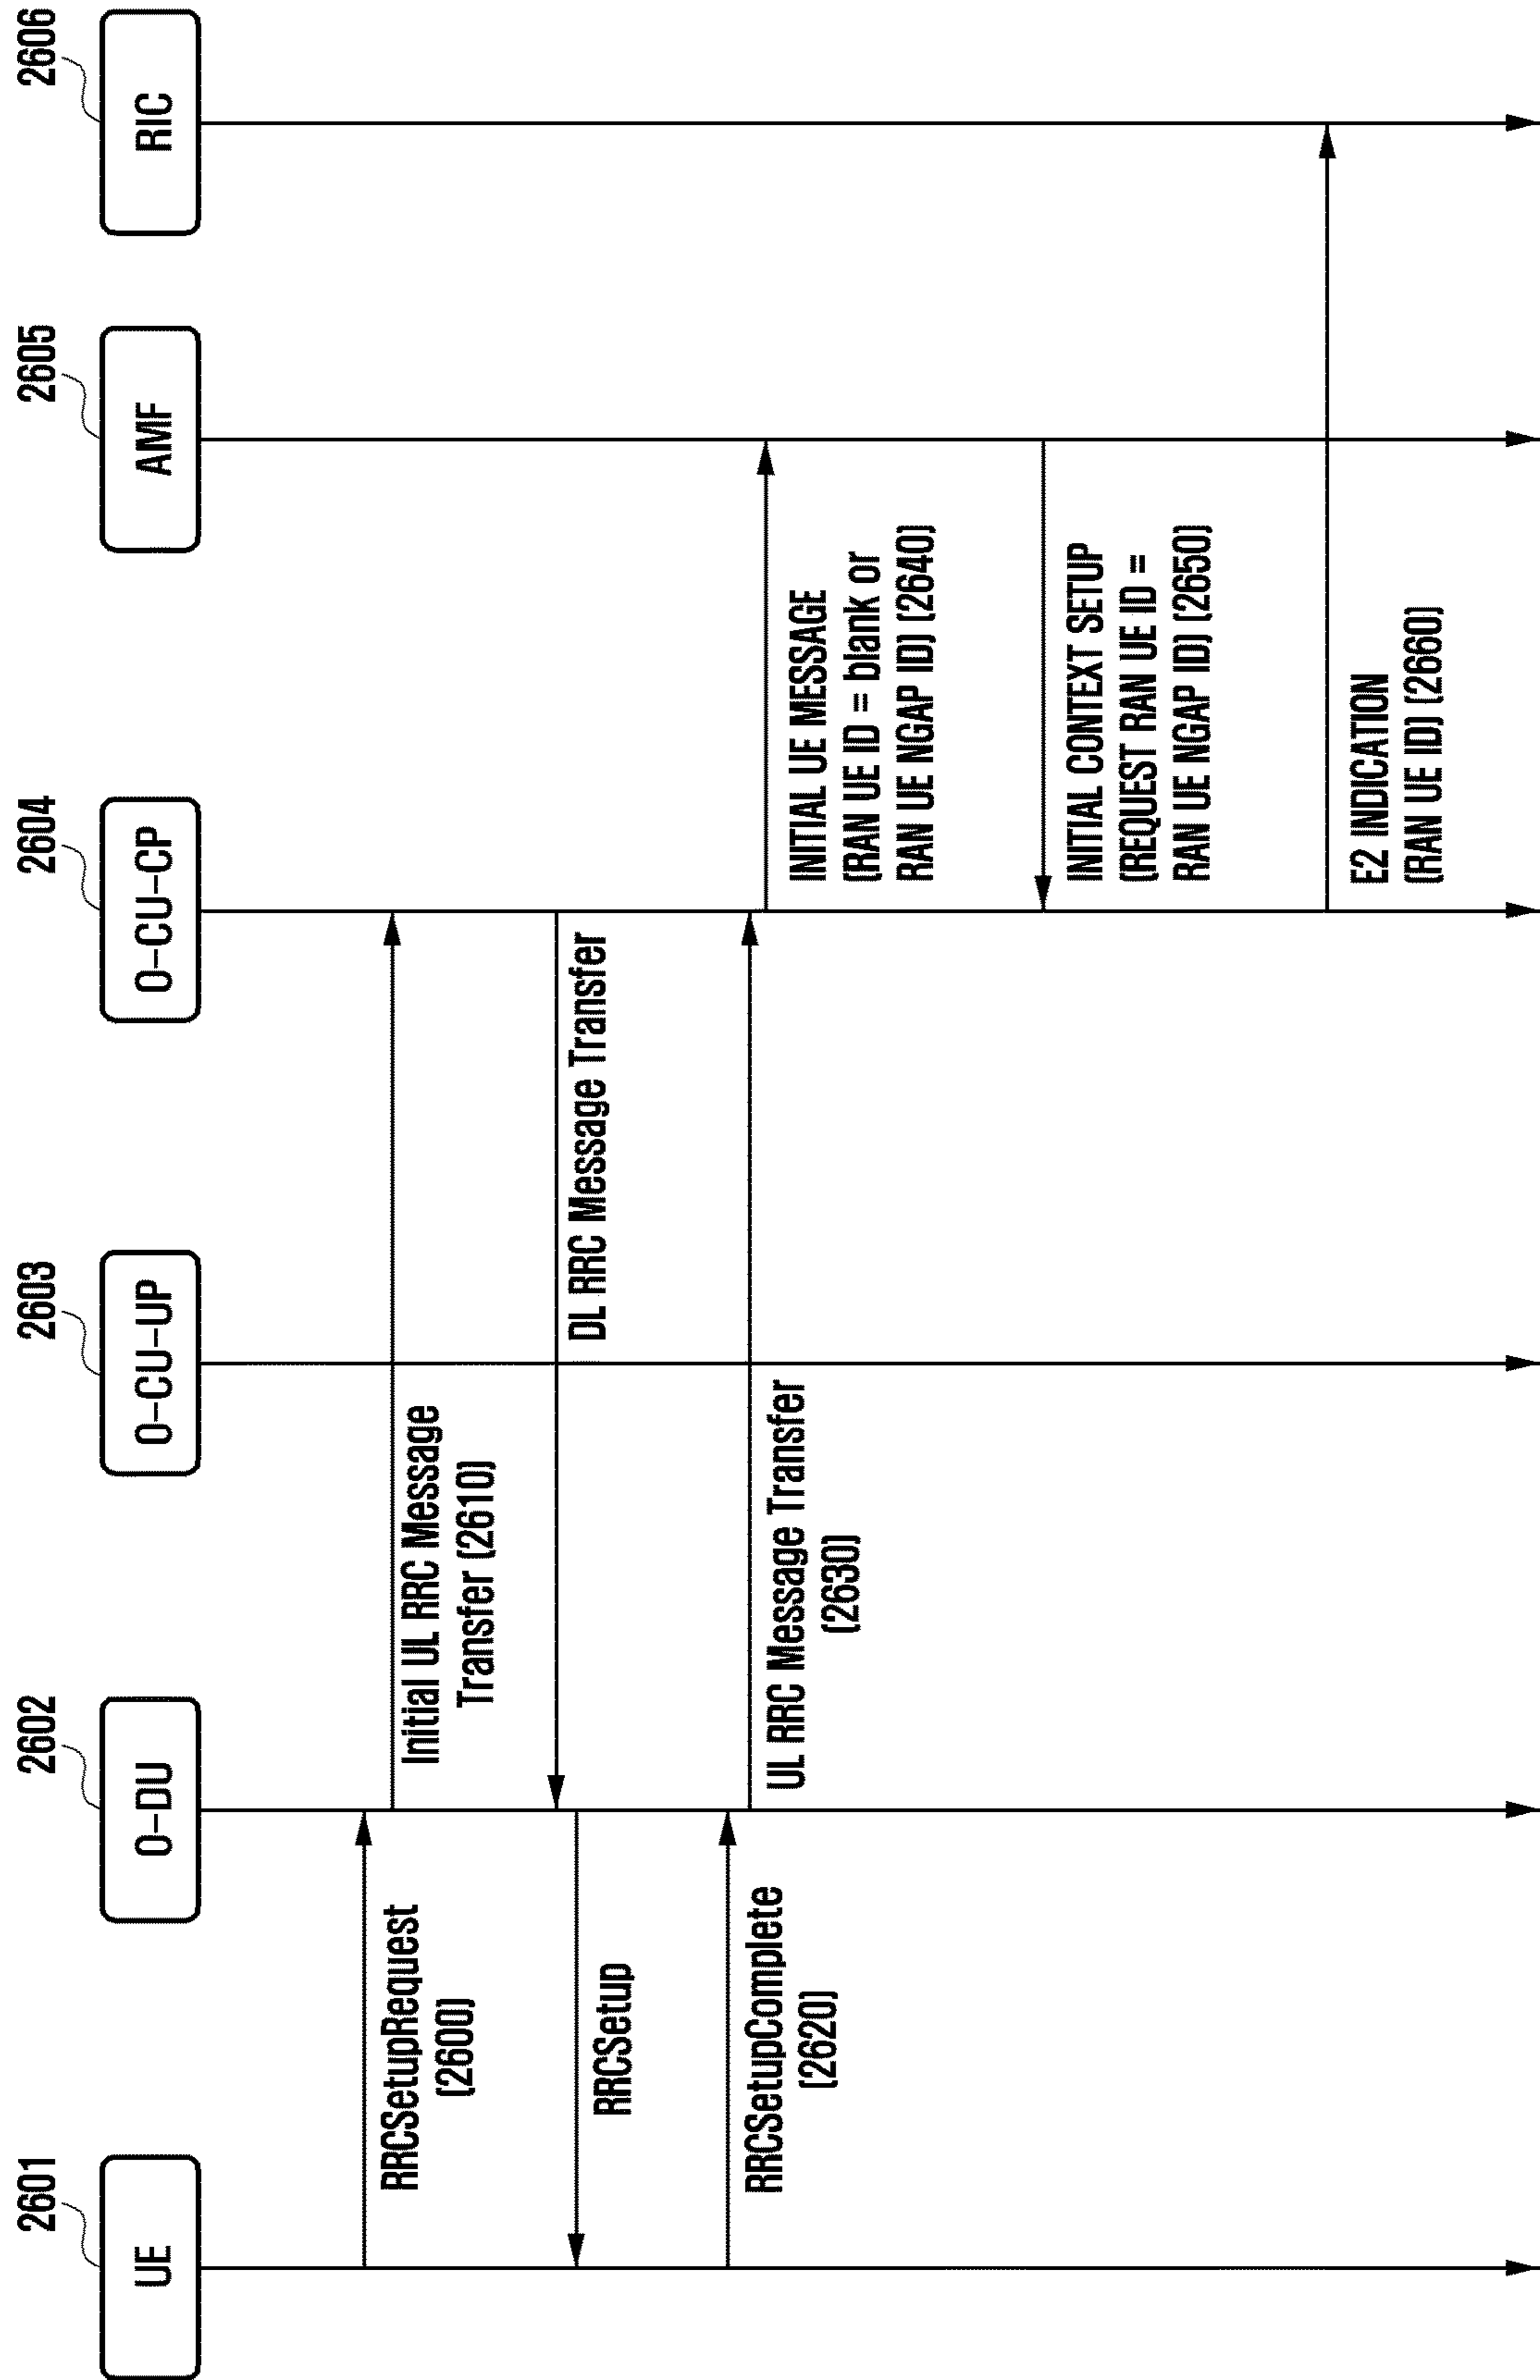 2601
2602
2603
2604
2605
2606
UE
O-DU
O-CU-UP
O-CU-CP
AMF
RIC
RRCSetupRequest
(2600)
Initial UL RRC Message
Transfer (2610)
DL RRC Message Transfer
RRCSetup
RRCSetupComplete
(2620)
UL RRC Message Transfer
(2630)
INITIAL UE MESSAGE
(RAN UE ID = blank or
RAN UE NGAP ID) (2640)
INITIAL CONTEXT SETUP
(REQUEST RAN UE ID =
RAN UE NGAP ID) (2650)
E2 INDICATION
(RAN UE ID) (2660)